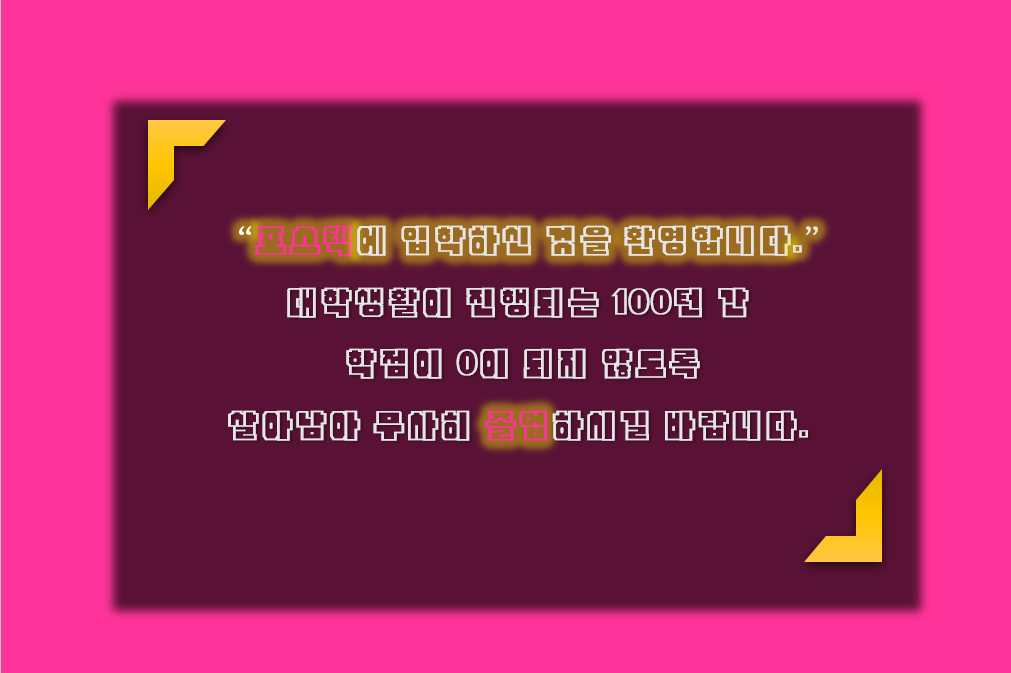 “포스텍에 입학하신 것을 환영합니다.”
대학생활이 진행되는 100턴 간
학점이 0이 되지 않도록
살아남아 무사히 졸업하시길 바랍니다.